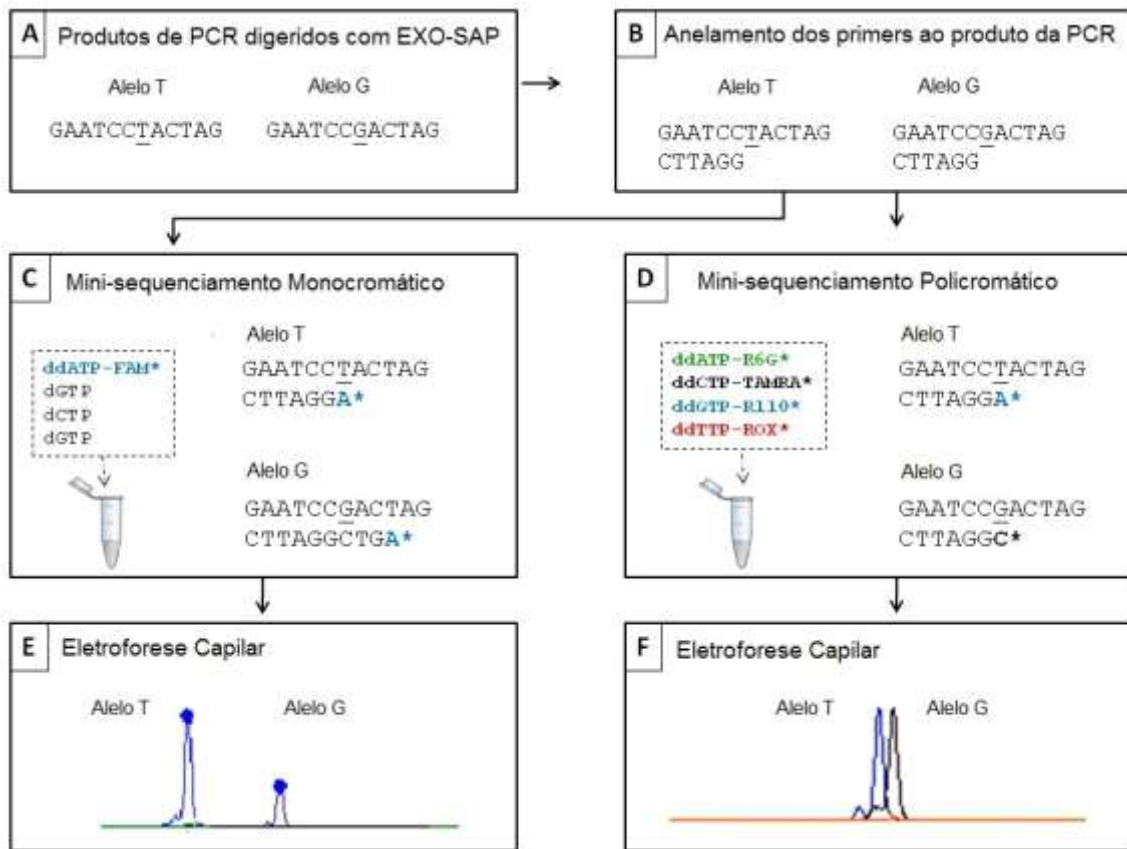 A Produtos de PCR digeridos com EXO-SAP
Alelo T Alelo G
GAATCCTACTAG GAATCCGACTAG
B Anelamento dos primers ao produto da PCR
Alelo T Alelo G
GAATCCTACTAG GAATCCGACTAG
CTTAGG CTTAGG
C Mini-sequenciamento Monocromático
ddATP-FAM*
dGTP
dCTP
dGTP
Alelo T
GAATCCTACTAG
CTTAGGA*
Alelo G
GAATCCGACTAG
CTTAGGCTGA*
D Mini-sequenciamento Policromático
ddATP-R6G*
ddCTP-TAMRA*
ddGTP-R110*
ddTTP-ROX*
Alelo T
GAATCCTACTAG
CTTAGGA*
Alelo G
GAATCCGACTAG
CTTAGGC*
E Eletroforese Capilar
Alelo T Alelo G
F Eletroforese Capilar
Alelo T Alelo G